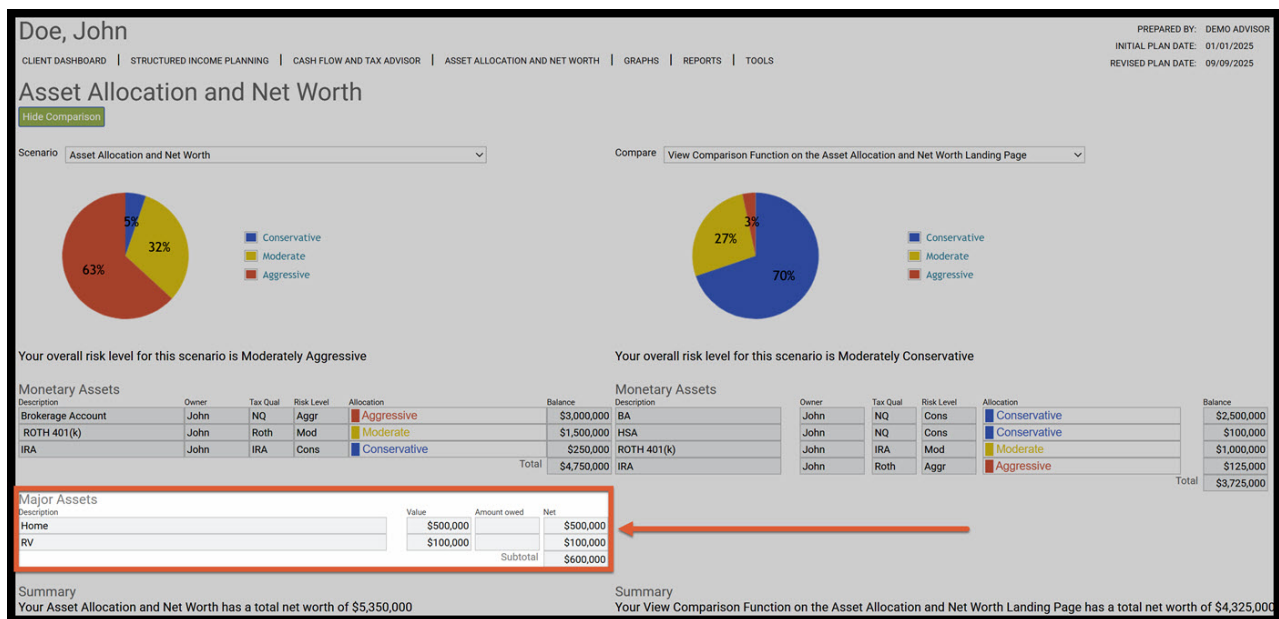 Doe, John
PREPARED BY: DEMO ADVISOR
INITIAL PLAN DATE: 01/01/2025
REVISED PLAN DATE: 09/09/2025
CLIENT DASHBOARD | STRUCTURED INCOME PLANNING | CASH FLOW AND TAX ADVISOR | ASSET ALLOCATION AND NET WORTH | GRAPHS | REPORTS | TOOLS
Asset Allocation and Net Worth
Hide Comparison
Scenario Asset Allocation and Net Worth
5%
32%
63%
Conservative
Moderate
Aggressive
Your overall risk level for this scenario is Moderately Aggressive
Monetary Assets
Description Owner Tax Qual Risk Level Allocation Balance
Brokerage Account John NQ Aggr Aggressive $3,000,000
ROTH 401(k) John Roth Mod Moderate $1,500,000
IRA John IRA Cons Conservative $250,000
Total $4,750,000
Major Assets
Description Value Amount owed Net
Home $500,000 $500,000
RV $100,000 $100,000
Subtotal $600,000
Summary
Your Asset Allocation and Net Worth has a total net worth of $5,350,000
Compare View Comparison Function on the Asset Allocation and Net Worth Landing Page
3%
27%
70%
Conservative
Moderate
Aggressive
Your overall risk level for this scenario is Moderately Conservative
Monetary Assets
Description Owner Tax Qual Risk Level Allocation Balance
BA John NQ Cons Conservative $2,500,000
HSA John NQ Cons Conservative $100,000
ROTH 401(k) John IRA Mod Moderate $1,000,000
IRA John Roth Aggr Aggressive $125,000
Total $3,725,000
Summary
Your View Comparison Function on the Asset Allocation and Net Worth Landing Page has a total net worth of $4,325,000